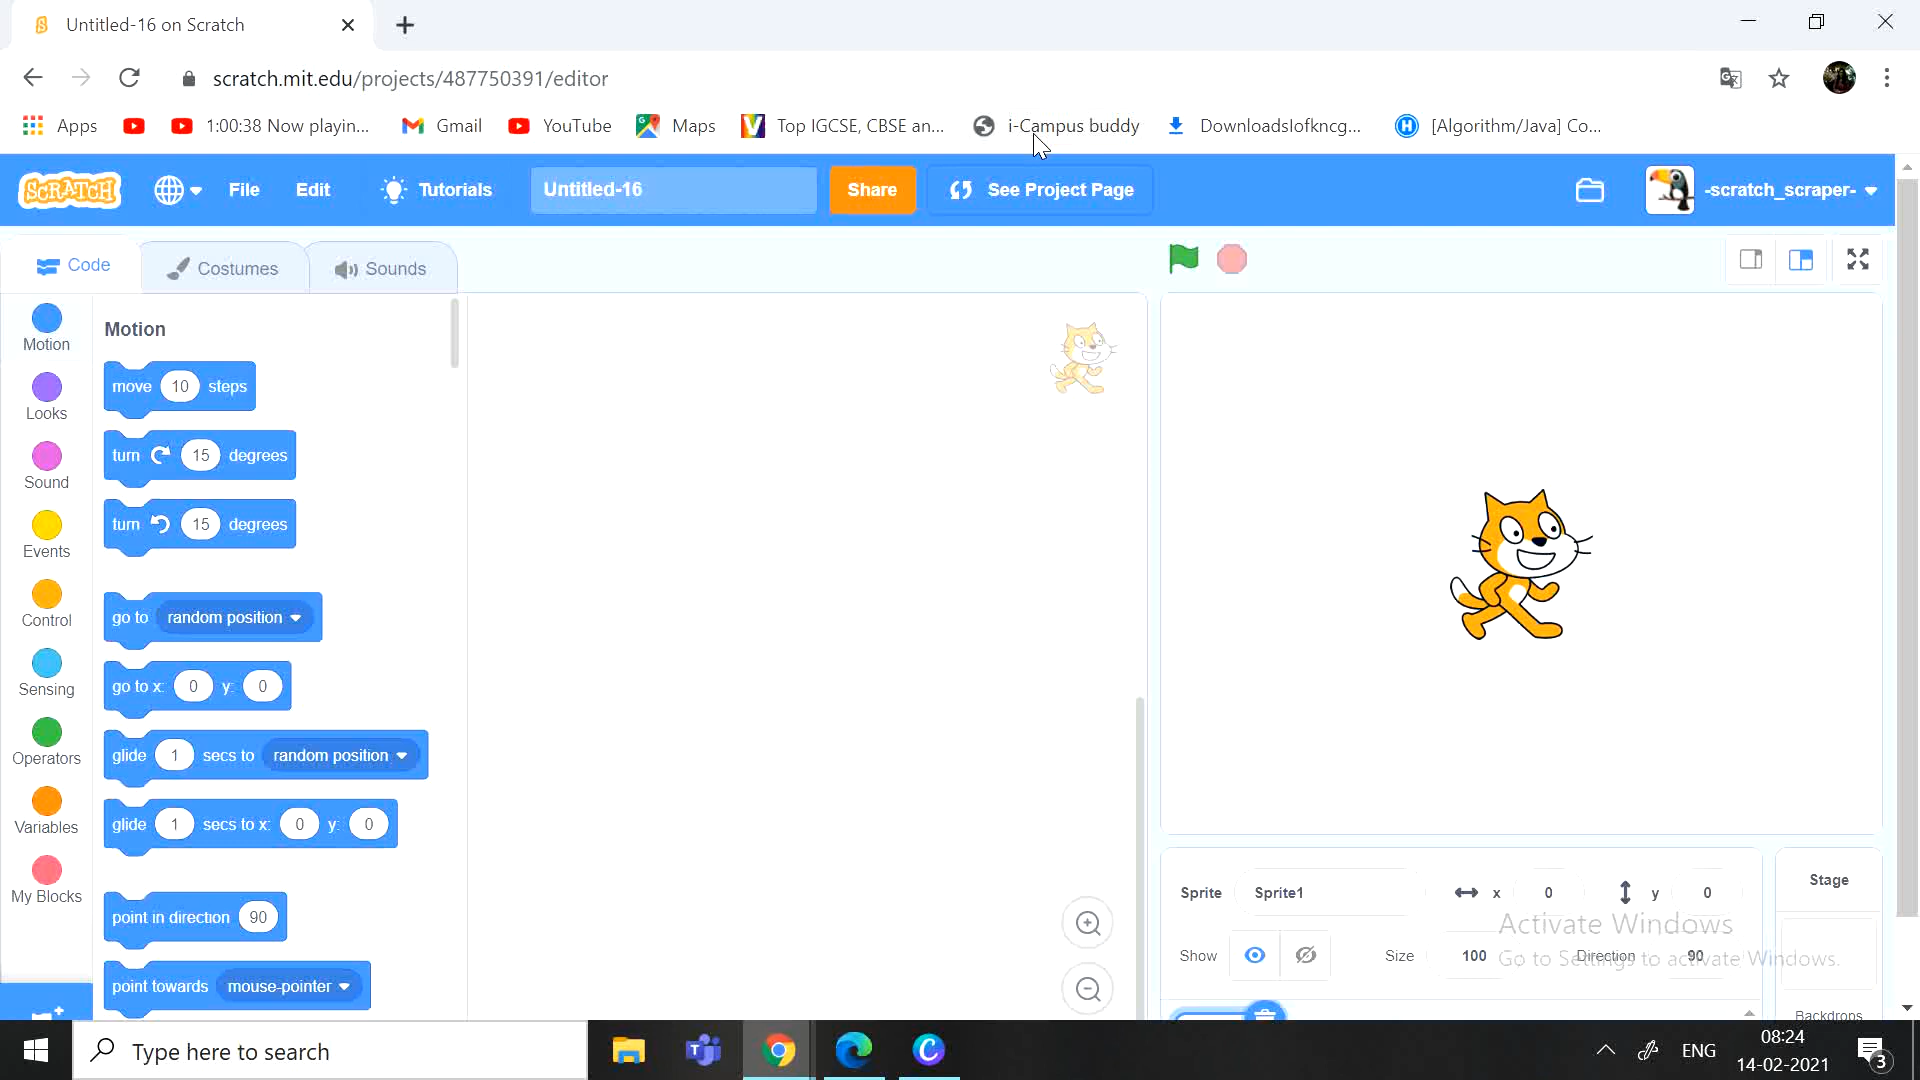 Untitled-16 on Scratch
scratch.mit.edu/projects/487750391/editor
Apps 1:00:38 Now playin... Gmail YouTube Maps Top IGCSE, CBSE an... i-Campus buddy Downloadslofkncg... [Algorithm/Java] Co...
SCRATCH File Edit Tutorials Untitled-16 Share See Project Page -scratch_scraper-
Code Costumes Sounds
Motion
Looks
Sound
Events
Control
Sensing
Operators
Variables
My Blocks
Motion
move 10 steps
turn 15 degrees
turn 15 degrees
go to random position
go to x: 0 y: 0
glide 1 secs to random position
glide 1 secs to x: 0 y: 0
point in direction 90
point towards mouse-pointer
Sprite Sprite1 x 0 y 0
Show Size 100 Direction 90
Stage
Backdrops
Activate Windows
Go to Settings to activate Windows.
Type here to search
ENG
08:24
14-02-2021
3